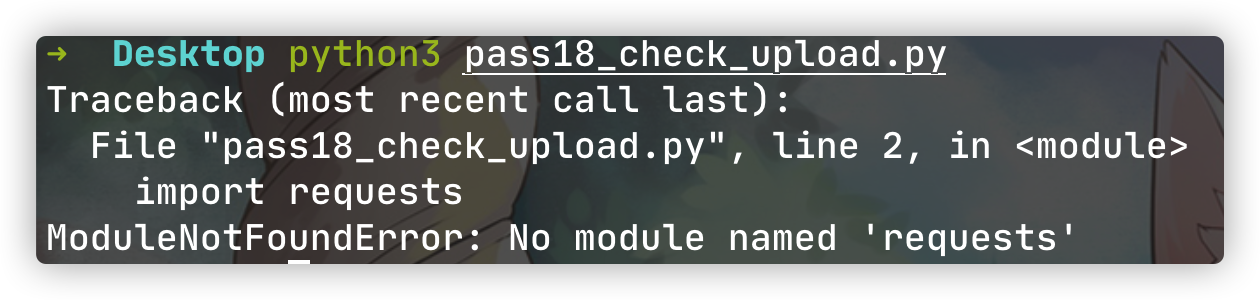 ➜  Desktop python3 pass18_check_upload.py
Traceback (most recent call last):
  File "pass18_check_upload.py", line 2, in <module>
    import requests
ModuleNotFoundError: No module named 'requests'